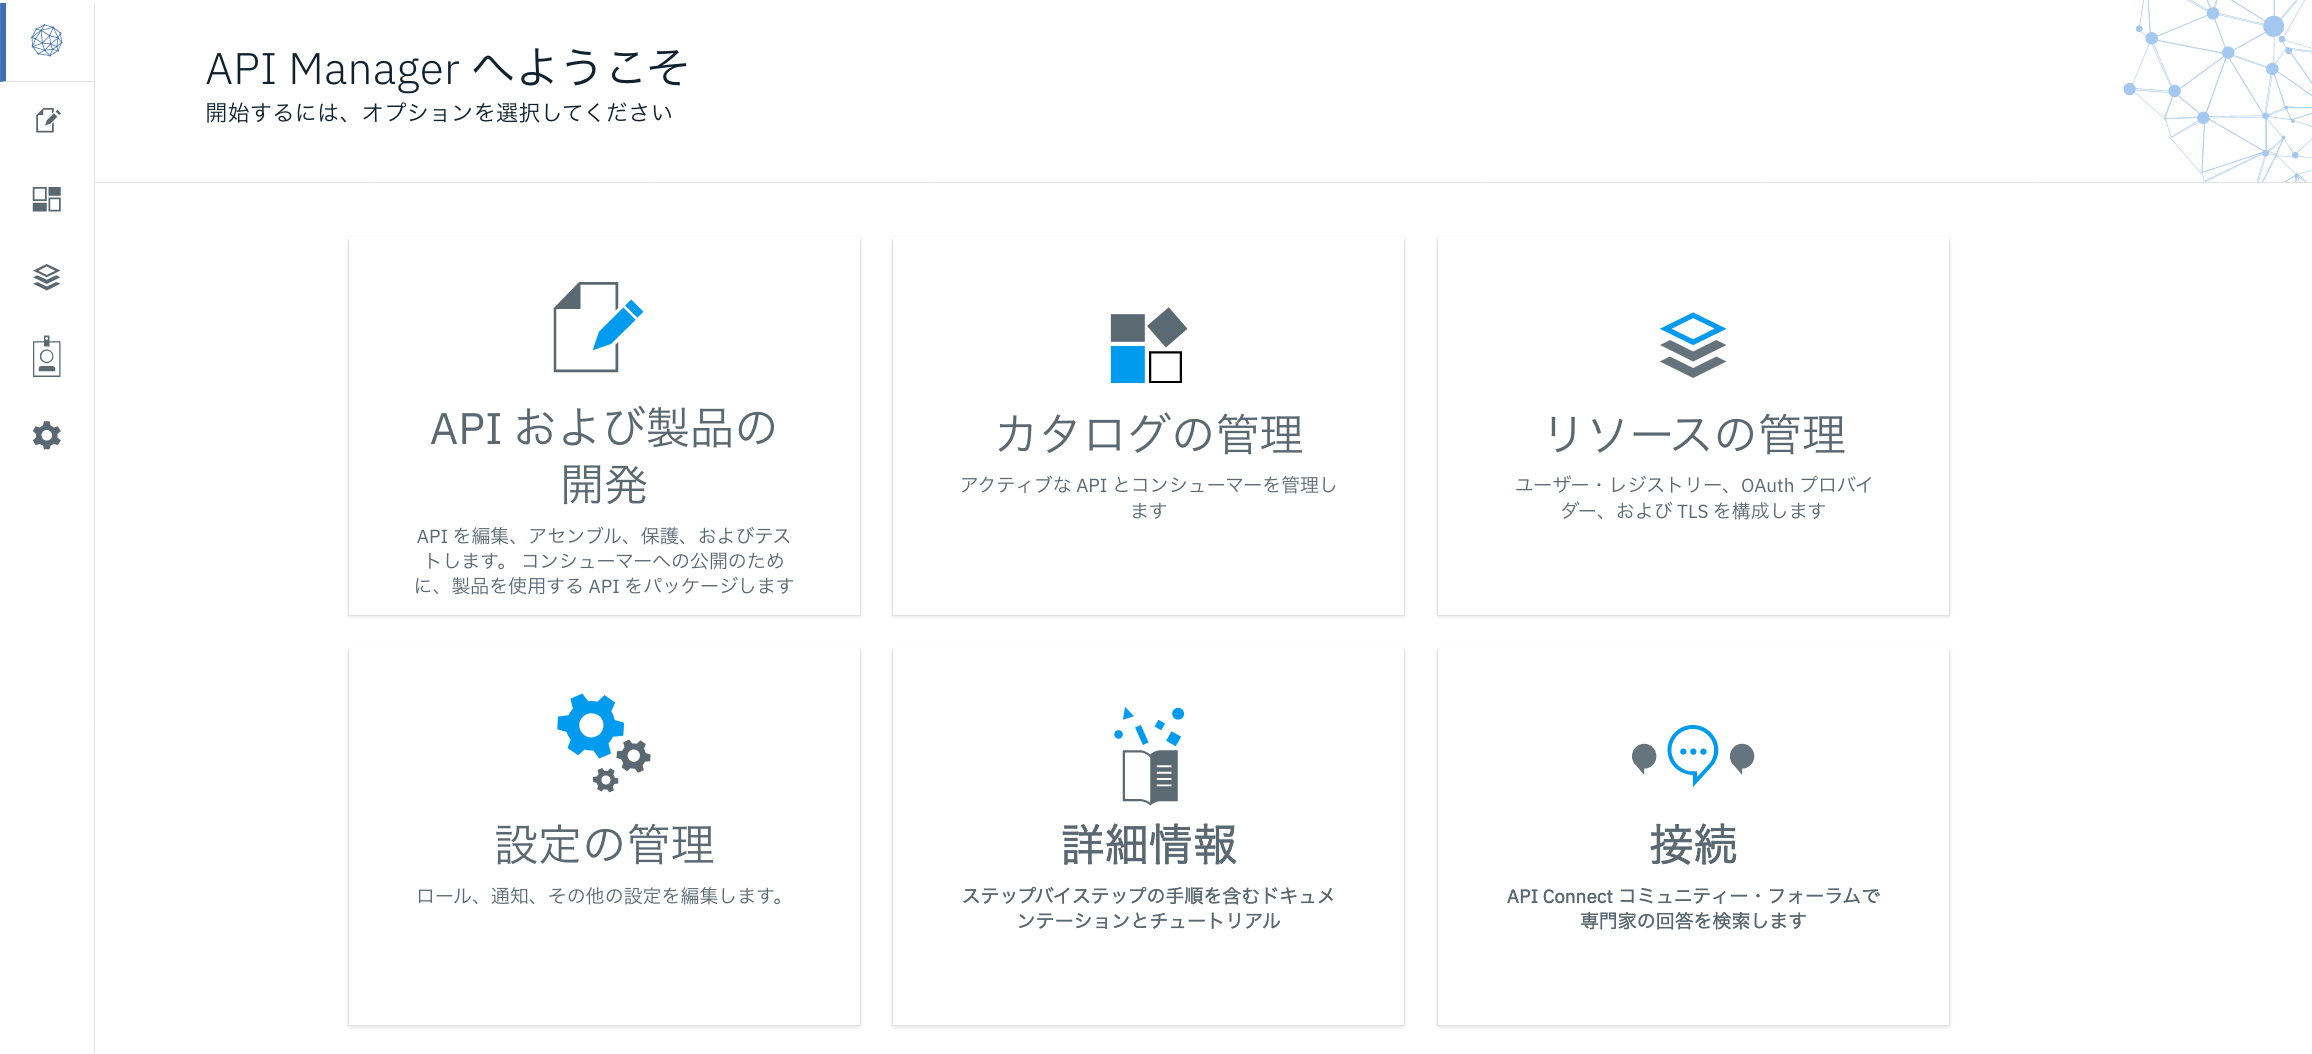 API Manager へようこそ
開始するには、オプションを選択してください
API および製品の
開発
API を編集、アセンブル、保護、およびテス
トします。 コンシューマーへの公開のため
に、製品を使用する API をパッケージします
カタログの管理
アクティブな API とコンシューマーを管理し
ます
リソースの管理
ユーザー・レジストリー、OAuth プロバイ
ダー、および TLS を構成します
設定の管理
ロール、通知、その他の設定を編集します。
詳細情報
ステップバイステップの手順を含むドキュメ
ンテーションとチュートリアル
接続
API Connect コミュニティー・フォーラムで
専門家の回答を検索します